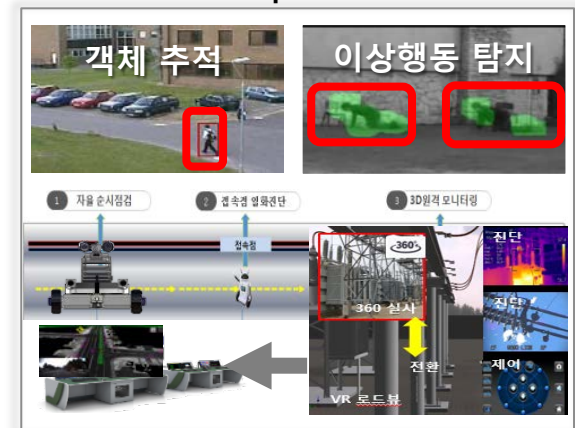 객체 추적
이상행동 탐지
1 자율 순시점검
2 접속점 열화진단
3 3D원격 모니터링
접속점
360°
진단
360 실사
진단
전환
제어
VR 로드뷰